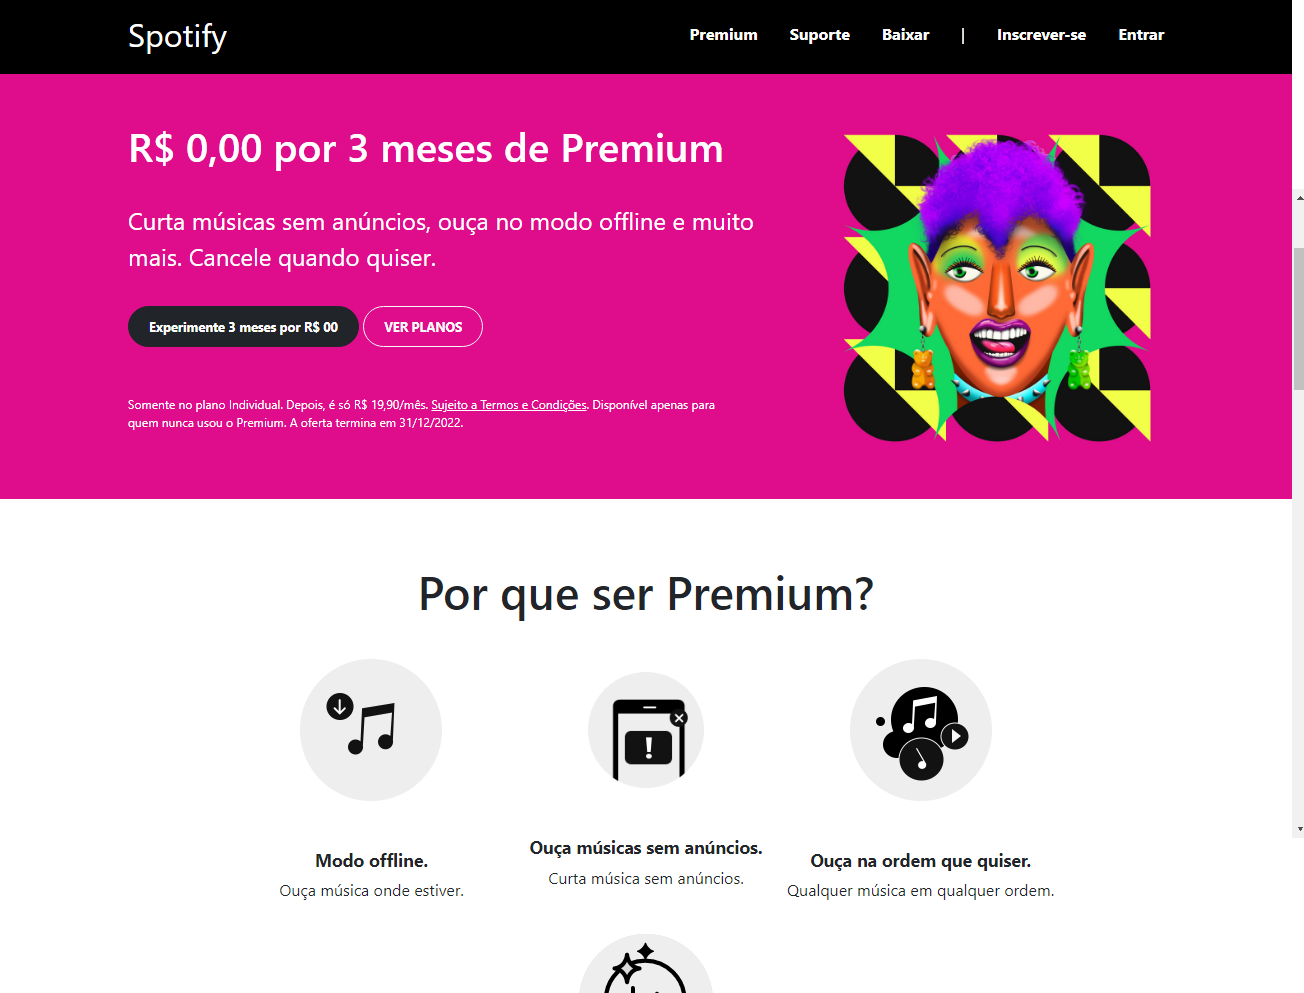 Spotify
Premium Suporte Baixar | Inscrever-se Entrar
R$ 0,00 por 3 meses de Premium
Curta músicas sem anúncios, ouça no modo offline e muito
mais. Cancele quando quiser.
Experimente 3 meses por R$ 00 VER PLANOS
Somente no plano Individual. Depois, é só R$ 19,90/mês. Sujeito a Termos e Condições. Disponível apenas para
quem nunca usou o Premium. A oferta termina em 31/12/2022.
Por que ser Premium?
Modo offline.
Ouça música onde estiver.
Ouça músicas sem anúncios.
Curta música sem anúncios.
Ouça na ordem que quiser.
Qualquer música em qualquer ordem.